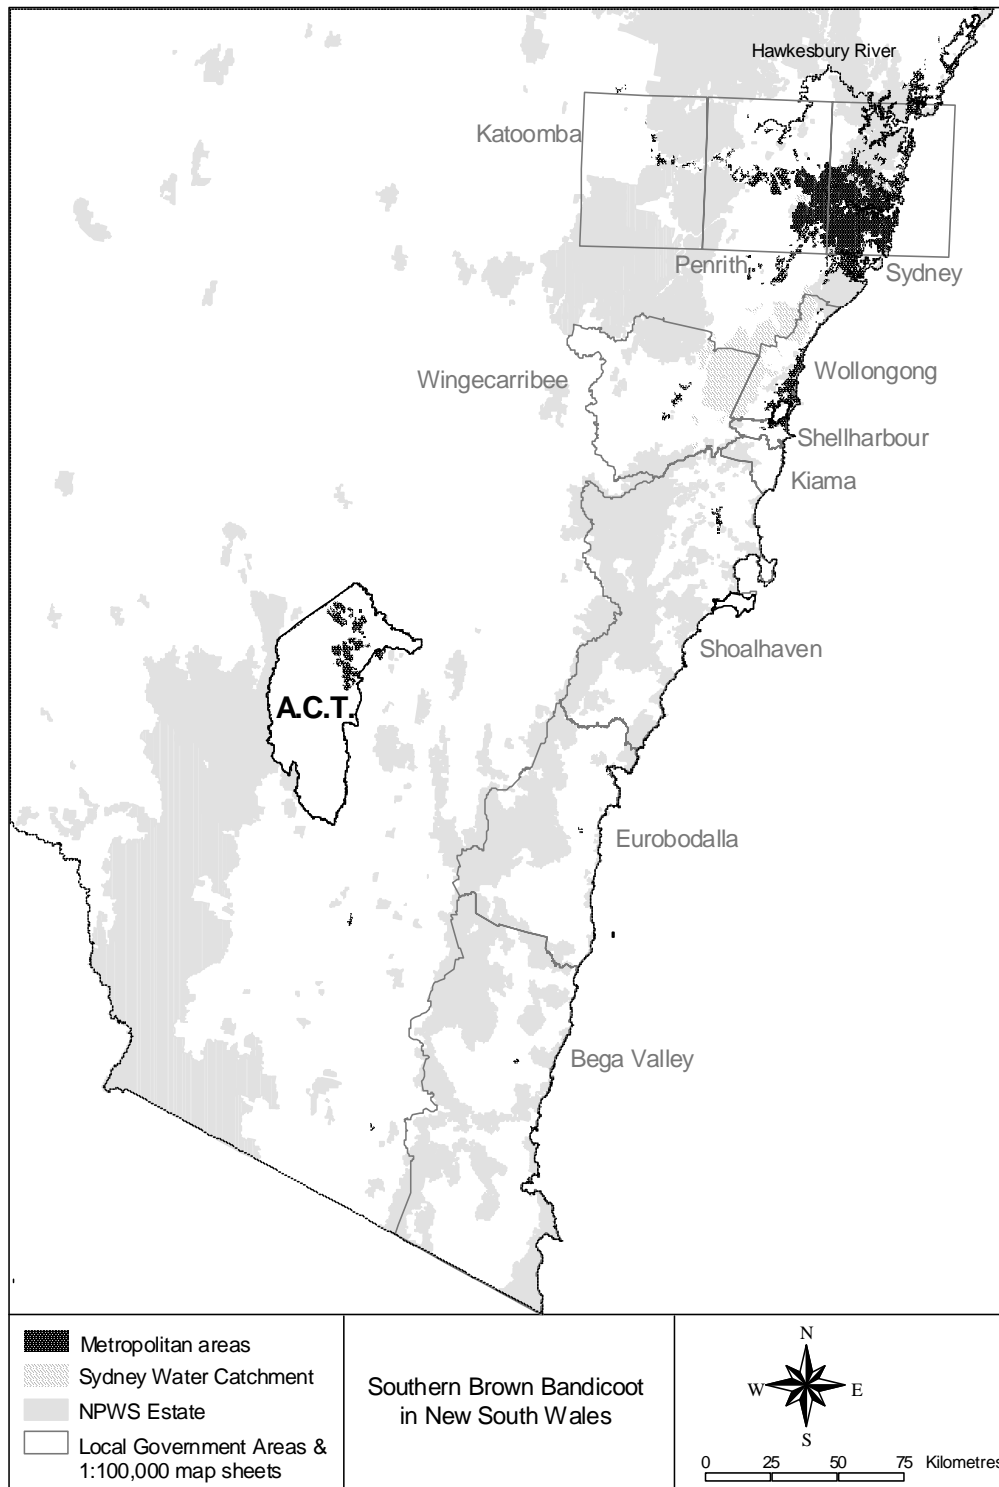 Hawkesbury River
Katoomba
Penrith
Sydney
Wingecarribee
Wollongong
Shellharbour
Kiama
Shoalhaven
A.C.T.
Eurobodalla
Bega Valley
Metropolitan areas
Sydney Water Catchment
NPWS Estate
Local Government Areas &
1:100,000 map sheets
Southern Brown Bandicoot
in New South Wales
N
W E
S
0 25 50 75 Kilometres